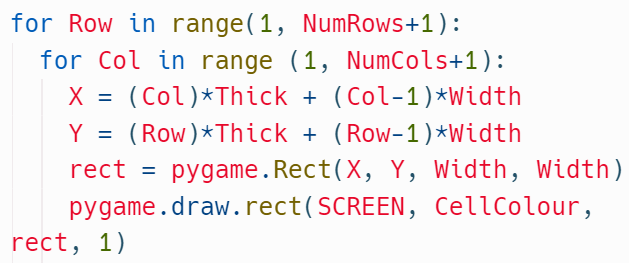 for Row in range(1, NumRows+1):
  for Col in range (1, NumCols+1):
    X = (Col)*Thick + (Col-1)*Width
    Y = (Row)*Thick + (Row-1)*Width
    rect = pygame.Rect(X, Y, Width, Width)
    pygame.draw.rect(SCREEN, CellColour,
rect, 1)